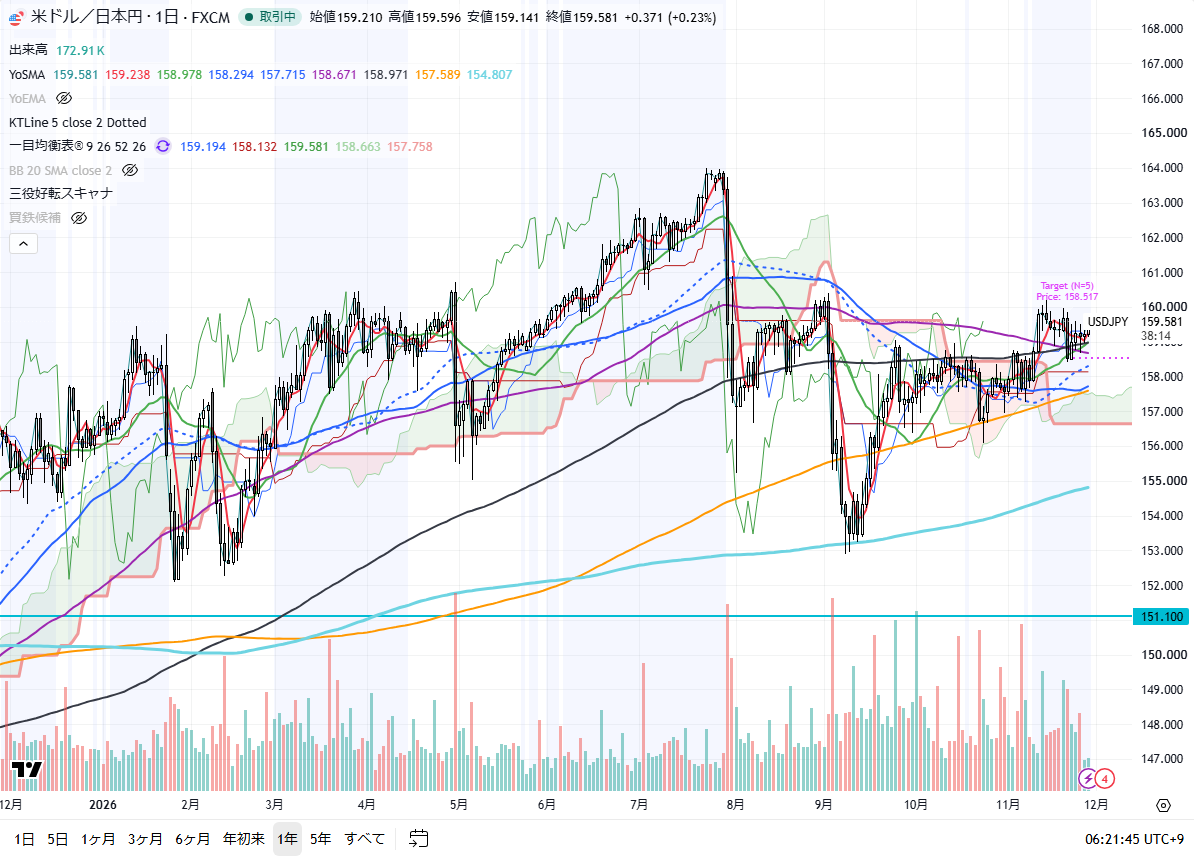 米ドル／日本円 · 1日 · FXCM 取引中 始値159.210 高値159.596 安値159.141 終値159.581 +0.371 (+0.23%)
出来高 172.91 K
YoSMA 159.581 159.238 158.978 158.294 157.715 158.671 158.971 157.589 154.807
YoEMA
KTLine 5 close 2 Dotted
一目均衡表® 9 26 52 26 159.194 158.132 159.581 158.663 157.758
BB 20 SMA close 2
三役好転スキャナ
買鉄候補
168.000
167.000
166.000
165.000
164.000
163.000
162.000
161.000
Target (N=5)
Price: 158.517
160.000
USDJPY 159.581
38:14
158.000
157.000
156.000
155.000
154.000
153.000
152.000
151.100
150.000
149.000
148.000
147.000
4
12月 2026 2月 3月 4月 5月 6月 7月 8月 9月 10月 11月 12月
1日 5日 1ヶ月 3ヶ月 6ヶ月 年初来 1年 5年 すべて 06:21:45 UTC+9